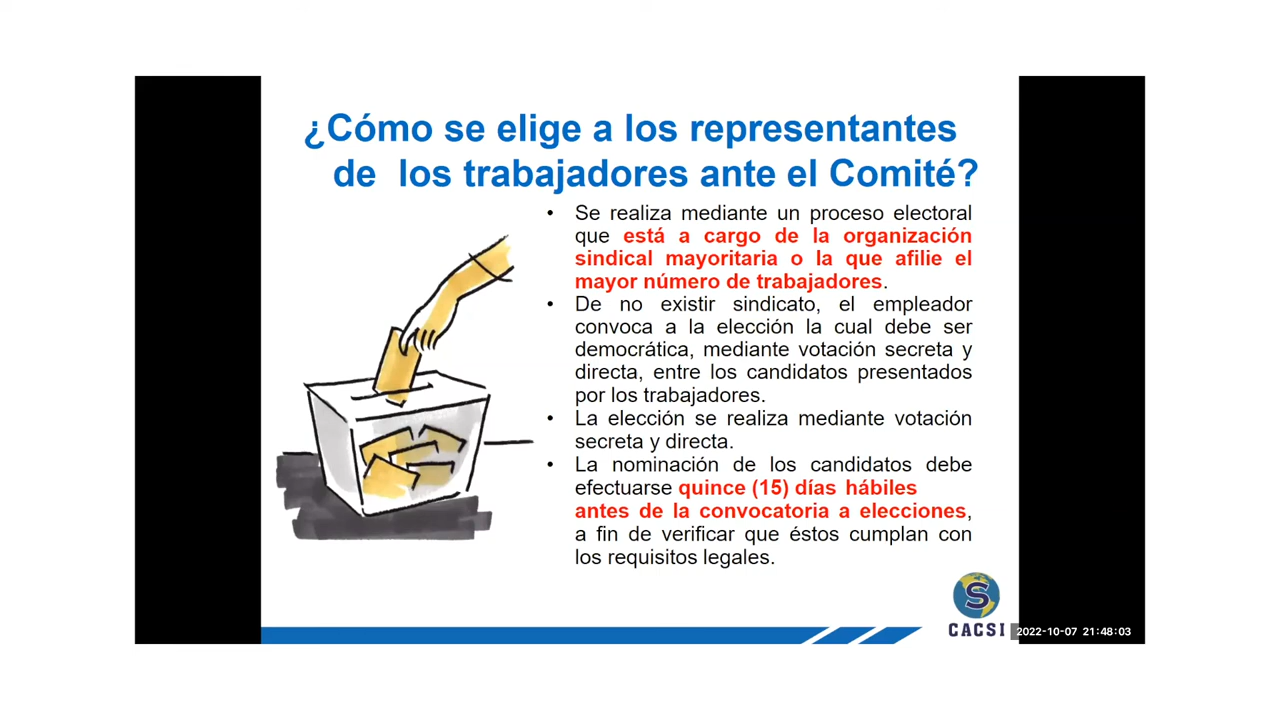 ¿Cómo se elige a los representantes
de los trabajadores ante el Comité?
• Se realiza mediante un proceso electoral
que está a cargo de la organización
sindical mayoritaria o la que afilie el
mayor número de trabajadores.
• De no existir sindicato, el empleador
convoca a la elección la cual debe ser
democrática, mediante votación secreta y
directa, entre los candidatos presentados
por los trabajadores.
• La elección se realiza mediante votación
secreta y directa.
• La nominación de los candidatos debe
efectuarse quince (15) días hábiles
antes de la convocatoria a elecciones,
a fin de verificar que éstos cumplan con
los requisitos legales.
S
CACSI
2022-10-07 21:48:03